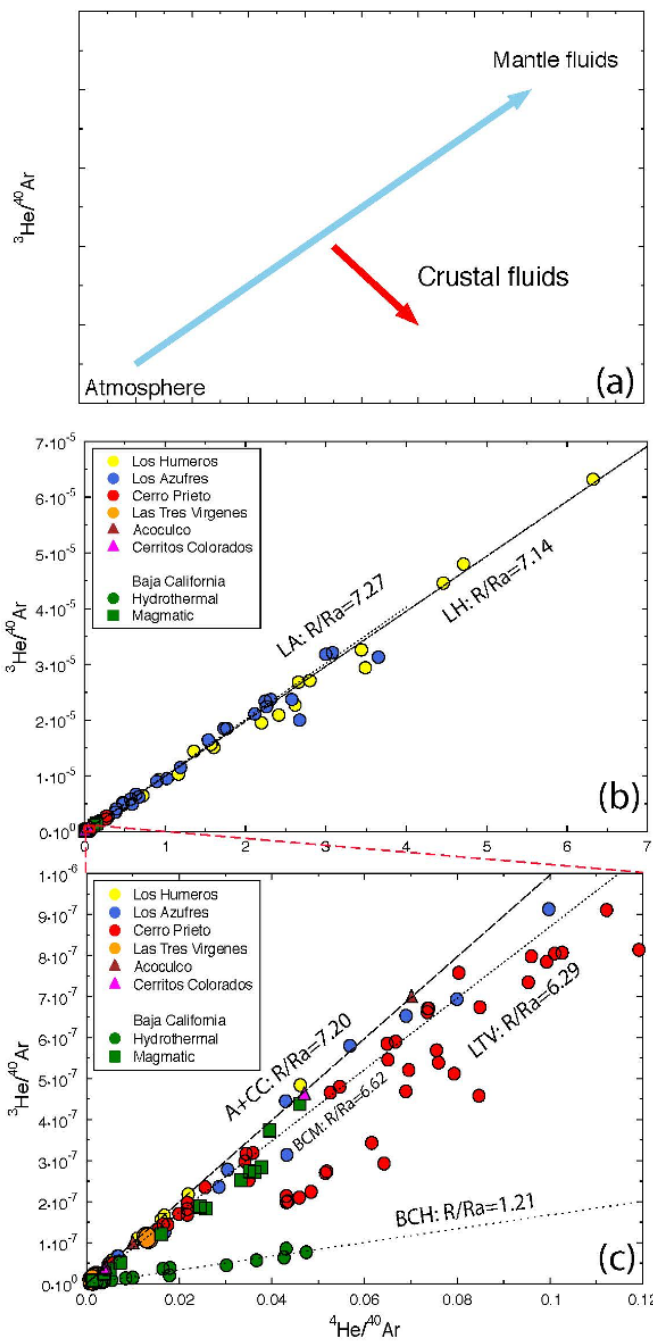 ³He/⁴⁰Ar
Mantle fluids
Crustal fluids
Atmosphere
(a)
³He/⁴⁰Ar
7·10⁻⁵
6·10⁻⁵
5·10⁻⁵
4·10⁻⁵
3·10⁻⁵
2·10⁻⁵
1·10⁻⁵
0·10⁰
Los Humeros
Los Azufres
Cerro Prieto
Las Tres Virgenes
Acoculco
Cerritos Colorados
Baja California
Hydrothermal
Magmatic
LA: R/Ra=7.27
LH: R/Ra=7.14
(b)
0 1 2 3 4 5 6 7
³He/⁴⁰Ar
1·10⁻⁶
9·10⁻⁷
8·10⁻⁷
7·10⁻⁷
6·10⁻⁷
5·10⁻⁷
4·10⁻⁷
3·10⁻⁷
2·10⁻⁷
1·10⁻⁷
0·10⁰
Los Humeros
Los Azufres
Cerro Prieto
Las Tres Virgenes
Acoculco
Cerritos Colorados
Baja California
Hydrothermal
Magmatic
A+CC: R/Ra=7.20
BCM: R/Ra=6.62
LTV: R/Ra=6.29
BCH: R/Ra=1.21
(c)
0 0.02 0.04 0.06 0.08 0.1 0.12
⁴He/⁴⁰Ar